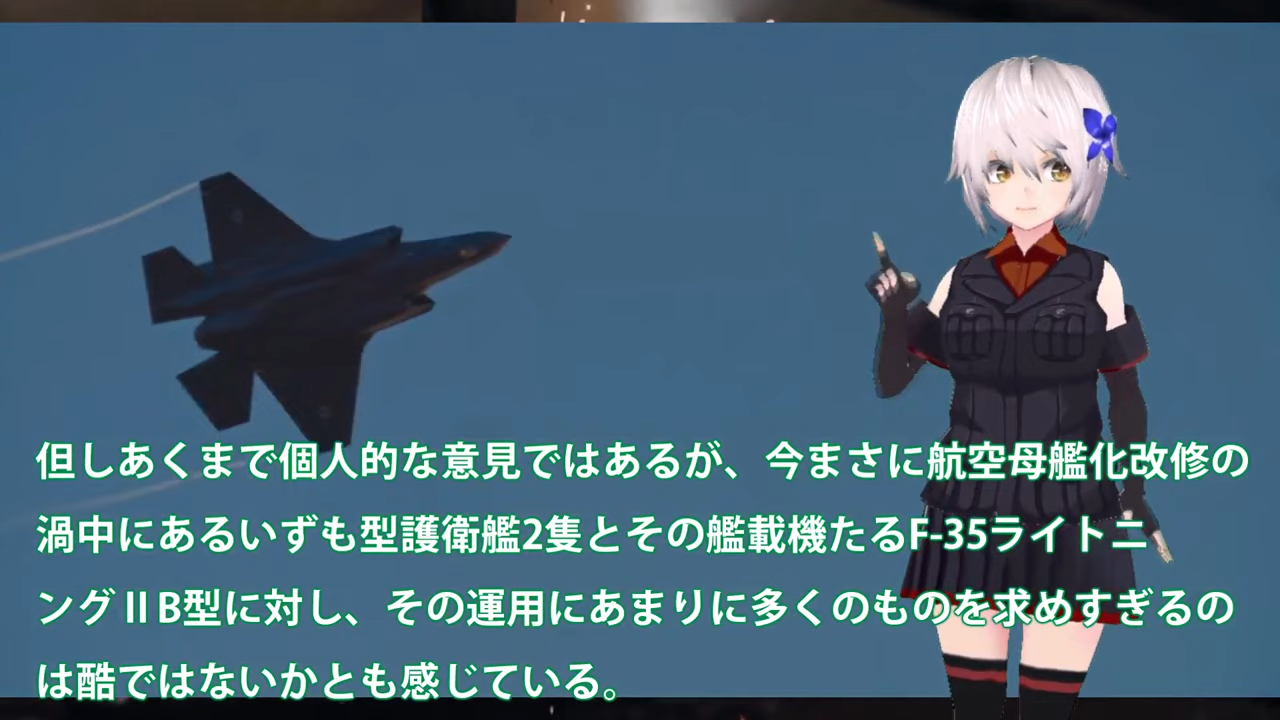 但しあくまで個人的な意見ではあるが、今まさに航空母艦化改修の
渦中にあるいずも型護衛艦2隻とその艦載機たるF-35ライトニ
ングⅡB型に対し、その運用にあまりに多くのものを求めすぎるの
は酷ではないかとも感じている。